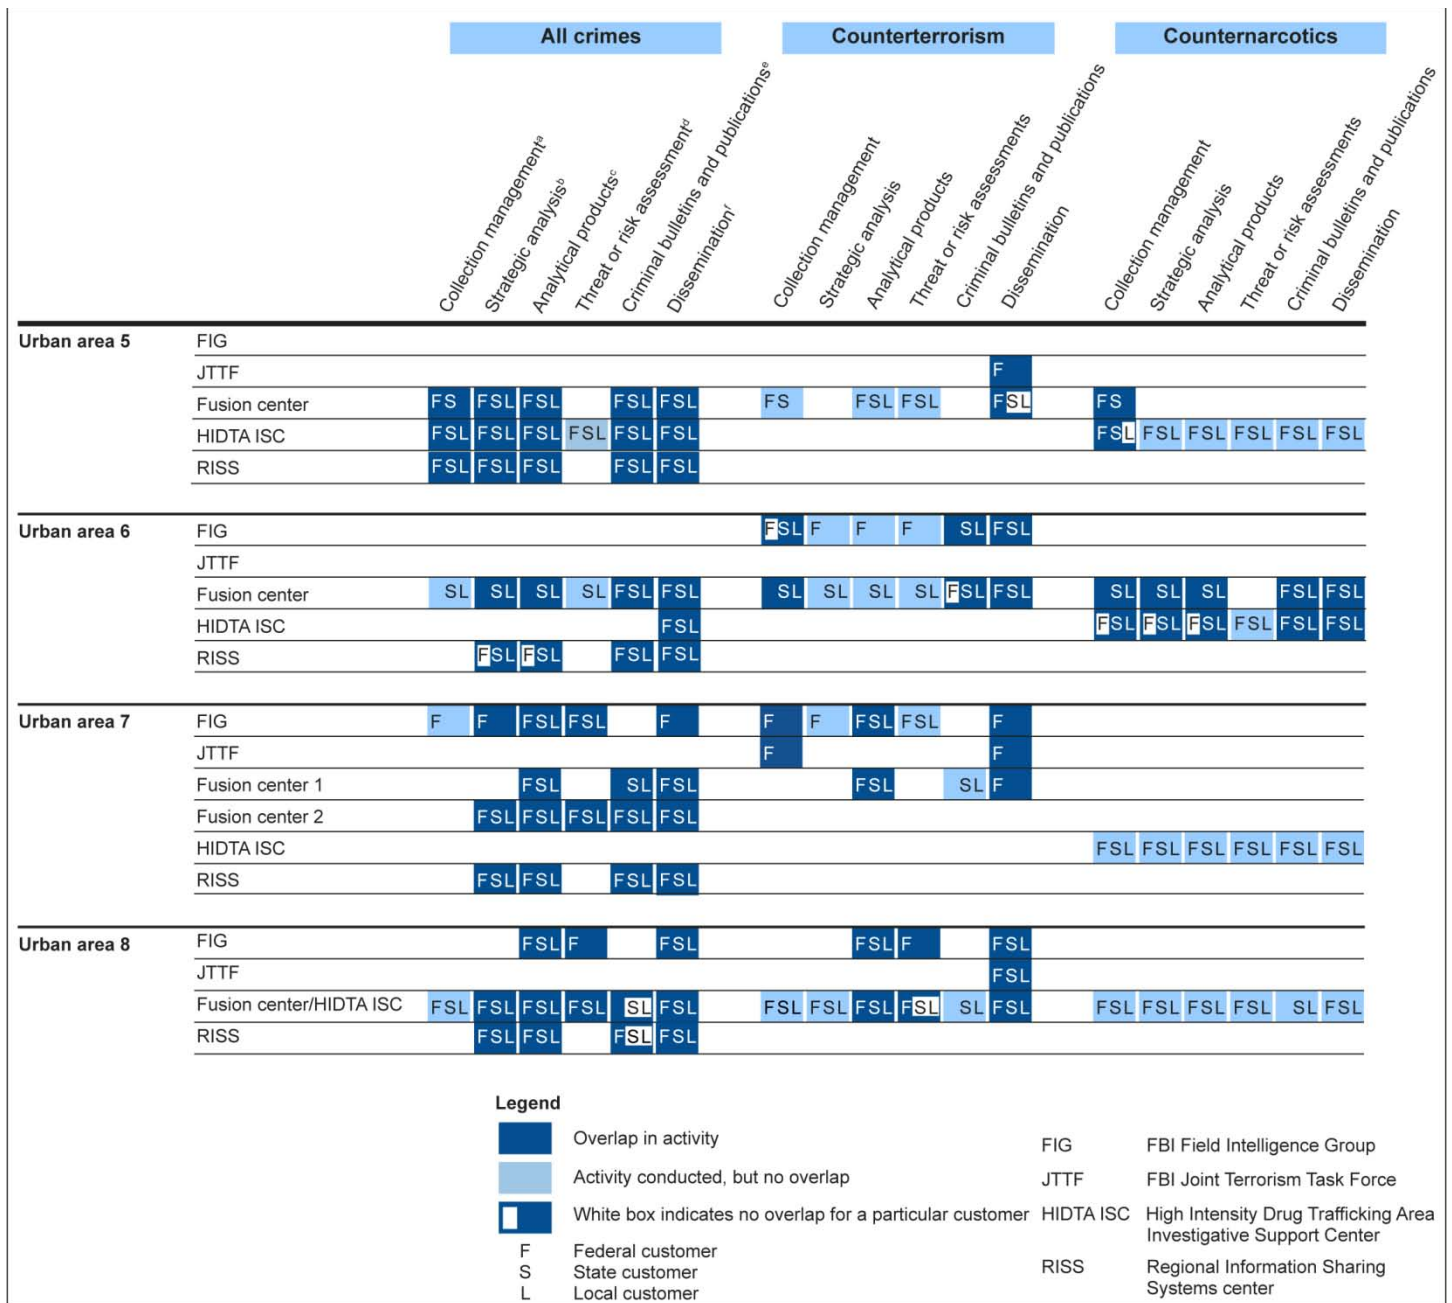 All crimes Counterterrorism Counternarcotics
Collection managementᵃ Strategic analysisᵇ Analytical productsᶜ Threat or risk assessmentᵈ Criminal bulletins and publicationsᵉ Disseminationᶠ Collection management Strategic analysis Analytical products Threat or risk assessments Criminal bulletins and publications Dissemination Collection management Strategic analysis Analytical products Threat or risk assessments Criminal bulletins and publications Dissemination
Urban area 5 FIG
JTTF F
Fusion center FS FSL FSL FSL FSL FS FSL FSL FSL FS
HIDTA ISC FSL FSL FSL FSL FSL FSL FSL FSL FSL FSL FSL FSL
RISS FSL FSL FSL FSL FSL
Urban area 6 FIG FSL F F F SL FSL
JTTF
Fusion center SL SL SL SL FSL FSL SL SL SL SL FSL FSL SL SL SL FSL FSL
HIDTA ISC FSL FSL FSL FSL FSL FSL FSL
RISS FSL FSL FSL FSL
Urban area 7 FIG F F FSL FSL F F F FSL FSL F
JTTF F F
Fusion center 1 FSL SL FSL FSL SL F
Fusion center 2 FSL FSL FSL FSL FSL
HIDTA ISC FSL FSL FSL FSL FSL FSL
RISS FSL FSL FSL FSL
Urban area 8 FIG FSL F FSL FSL F FSL
JTTF FSL
Fusion center/HIDTA ISC FSL FSL FSL FSL SL FSL FSL FSL FSL FSL SL FSL FSL FSL FSL FSL SL FSL
RISS FSL FSL FSL FSL
Legend
Overlap in activity
Activity conducted, but no overlap
White box indicates no overlap for a particular customer
F Federal customer
S State customer
L Local customer
FIG FBI Field Intelligence Group
JTTF FBI Joint Terrorism Task Force
HIDTA ISC High Intensity Drug Trafficking Area
Investigative Support Center
RISS Regional Information Sharing
Systems center